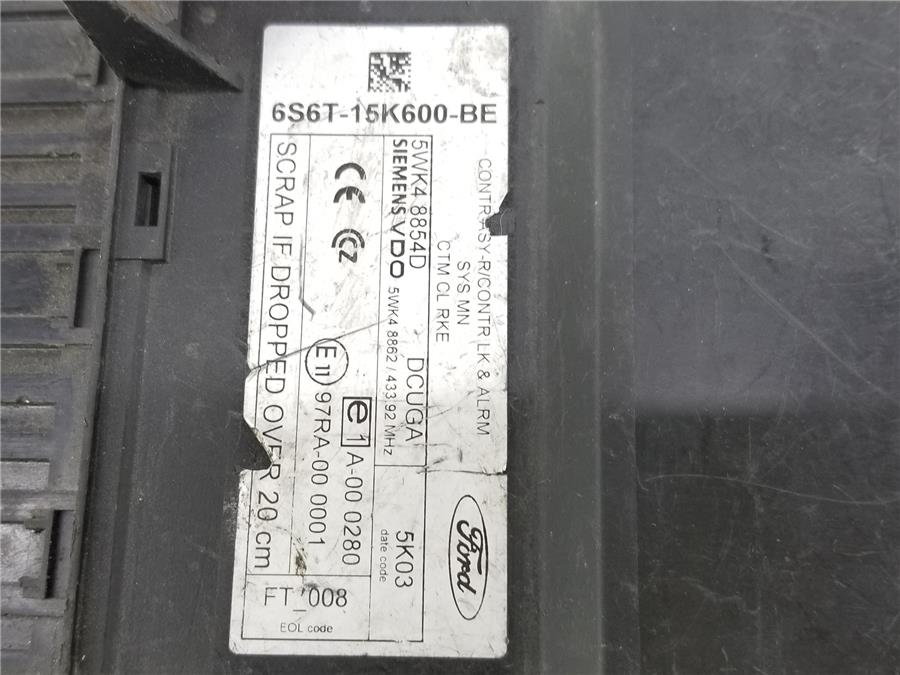 6S6T-15K600-BE
CONTR ASY-R/CONTR LK & ALRM
SYS MN
CTM CL RKE
5WK4 8854D DCUGA
SIEMENS VDO 5WK4 8862 / 433,92 MHz
CE
e1 A-00 0280
E11 97RA-00 0001
SCRAP IF DROPPED OVER 20 cm
Ford
5K03
date code
FT_008
EOL code